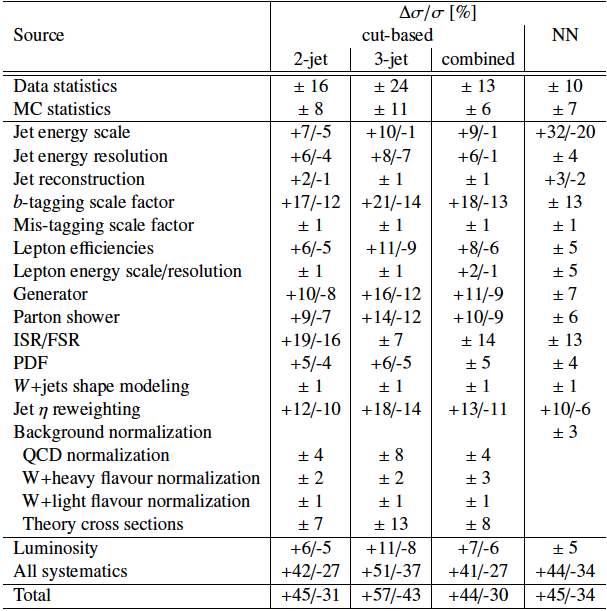 Δσ/σ [%]
Source cut-based NN
2-jet 3-jet combined
Data statistics ± 16 ± 24 ± 13 ± 10
MC statistics ± 8 ± 11 ± 6 ± 7
Jet energy scale +7/-5 +10/-1 +9/-1 +32/-20
Jet energy resolution +6/-4 +8/-7 +6/-1 ± 4
Jet reconstruction +2/-1 ± 1 ± 1 +3/-2
b-tagging scale factor +17/-12 +21/-14 +18/-13 ± 13
Mis-tagging scale factor ± 1 ± 1 ± 1 ± 1
Lepton efficiencies +6/-5 +11/-9 +8/-6 ± 5
Lepton energy scale/resolution ± 1 ± 1 +2/-1 ± 5
Generator +10/-8 +16/-12 +11/-9 ± 7
Parton shower +9/-7 +14/-12 +10/-9 ± 6
ISR/FSR +19/-16 ± 7 ± 14 ± 13
PDF +5/-4 +6/-5 ± 5 ± 4
W+jets shape modeling ± 1 ± 1 ± 1 ± 1
Jet η reweighting +12/-10 +18/-14 +13/-11 +10/-6
Background normalization ± 3
QCD normalization ± 4 ± 8 ± 4
W+heavy flavour normalization ± 2 ± 2 ± 3
W+light flavour normalization ± 1 ± 1 ± 1
Theory cross sections ± 7 ± 13 ± 8
Luminosity +6/-5 +11/-8 +7/-6 ± 5
All systematics +42/-27 +51/-37 +41/-27 +44/-34
Total +45/-31 +57/-43 +44/-30 +45/-34